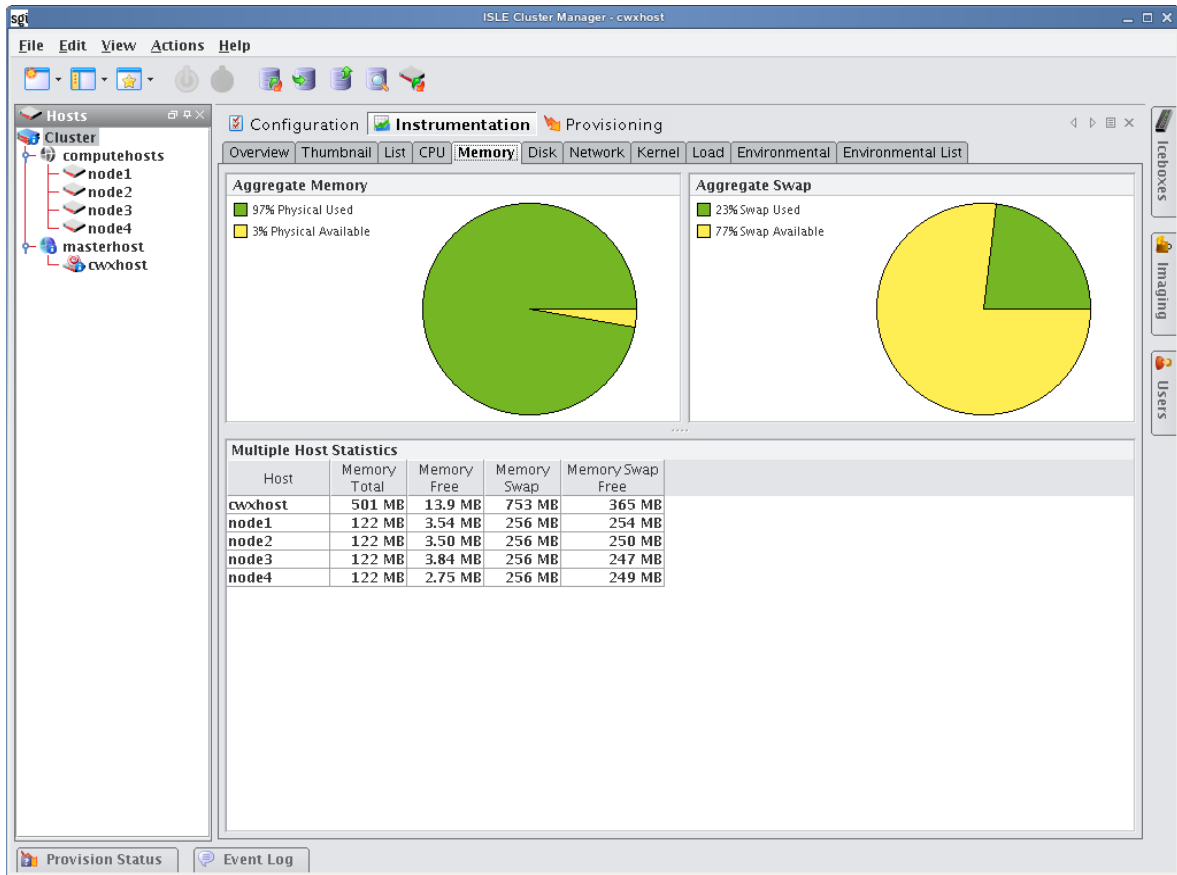 sgi
ISLE Cluster Manager - cwxhost
File Edit View Actions Help
Hosts
Cluster
computehosts
node1
node2
node3
node4
masterhost
cwxhost
Configuration Instrumentation Provisioning
Overview Thumbnail List CPU Memory Disk Network Kernel Load Environmental Environmental List
Aggregate Memory
97% Physical Used
3% Physical Available
Aggregate Swap
23% Swap Used
77% Swap Available
Multiple Host Statistics
Host Memory Total Memory Free Memory Swap Memory Swap Free
cwxhost 501 MB 13.9 MB 753 MB 365 MB
node1 122 MB 3.54 MB 256 MB 254 MB
node2 122 MB 3.50 MB 256 MB 250 MB
node3 122 MB 3.84 MB 256 MB 247 MB
node4 122 MB 2.75 MB 256 MB 249 MB
Iceboxes
Imaging
Users
Provision Status
Event Log